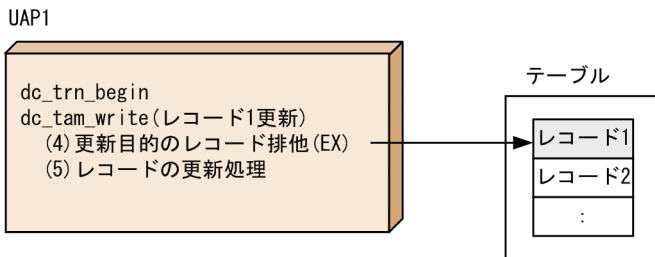 UAP1
dc_trn_begin
dc_tam_write(レコード1更新)
(4)更新目的のレコード排他(EX)
(5)レコードの更新処理
テーブル
レコード1
レコード2
: